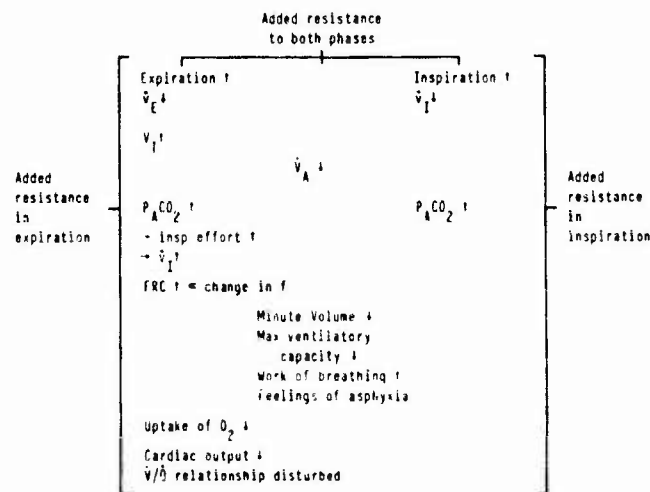 Added resistance
to both phases
Expiration ↑ Inspiration ↑
V̇E↓ V̇I↓
VT↑
V̇A ↓
Added
resistance
in
expiration
Added
resistance
in
inspiration
PACO2 ↑ PACO2 ↑
- insp effort ↑
→ V̇I↑
FRC ↑ ∝ change in f
Minute Volume ↓
Max ventilatory
capacity ↓
Work of breathing ↑
Feelings of asphyxia
Uptake of O2 ↓
Cardiac output ↓
V̇/Q̇ relationship disturbed